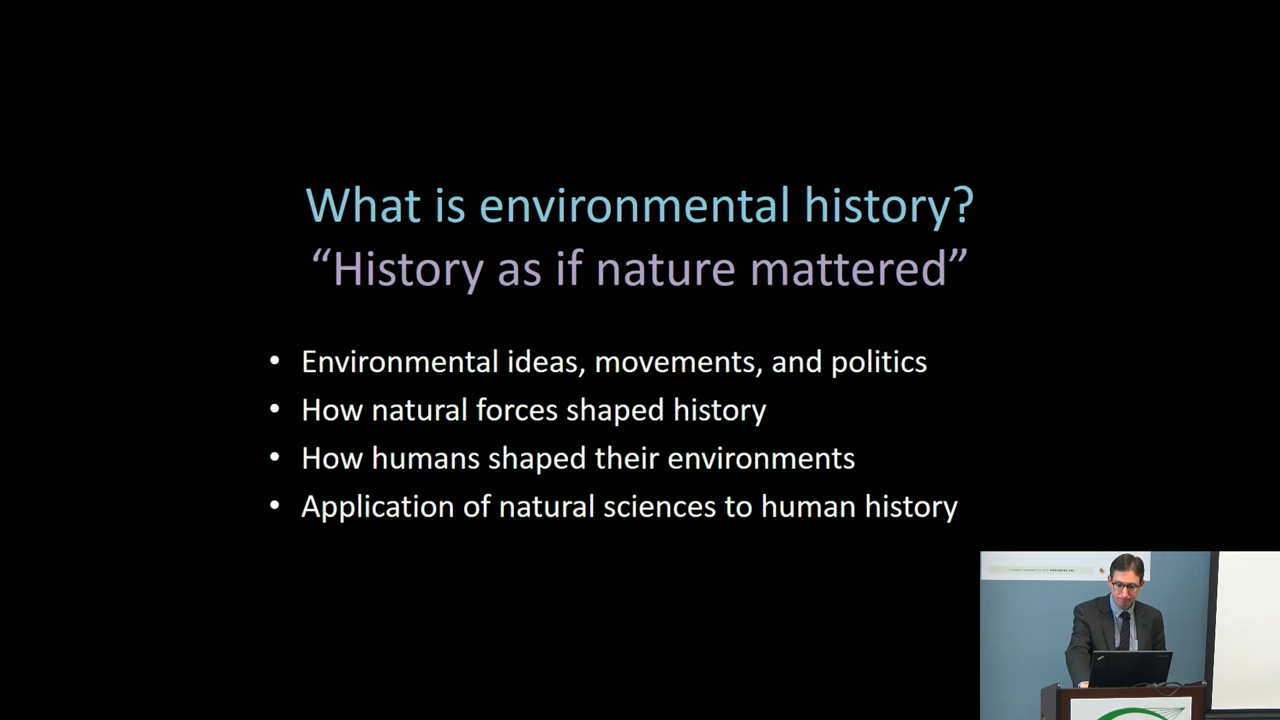 What is environmental history?
“History as if nature mattered”
• Environmental ideas, movements, and politics
• How natural forces shaped history
• How humans shaped their environments
• Application of natural sciences to human history